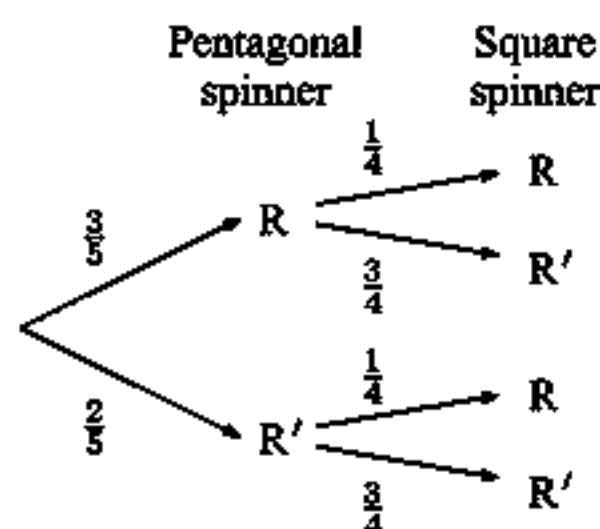 Pentagonal Square
spinner spinner
1/4
R
3/5
R
R′
3/4
1/4
R
2/5
R′
R′
3/4